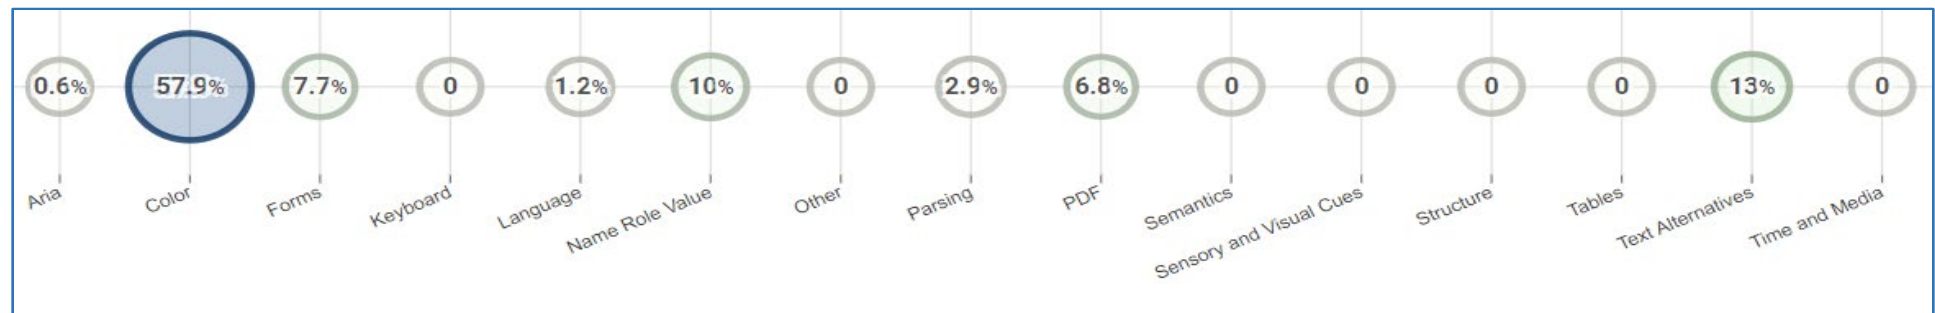 0.6%
57.9%
7.7%
0
1.2%
10%
0
2.9%
6.8%
0
0
0
0
13%
0
Aria
Color
Forms
Keyboard
Language
Name Role Value
Other
Parsing
PDF
Semantics
Sensory and Visual Cues
Structure
Tables
Text Alternatives
Time and Media